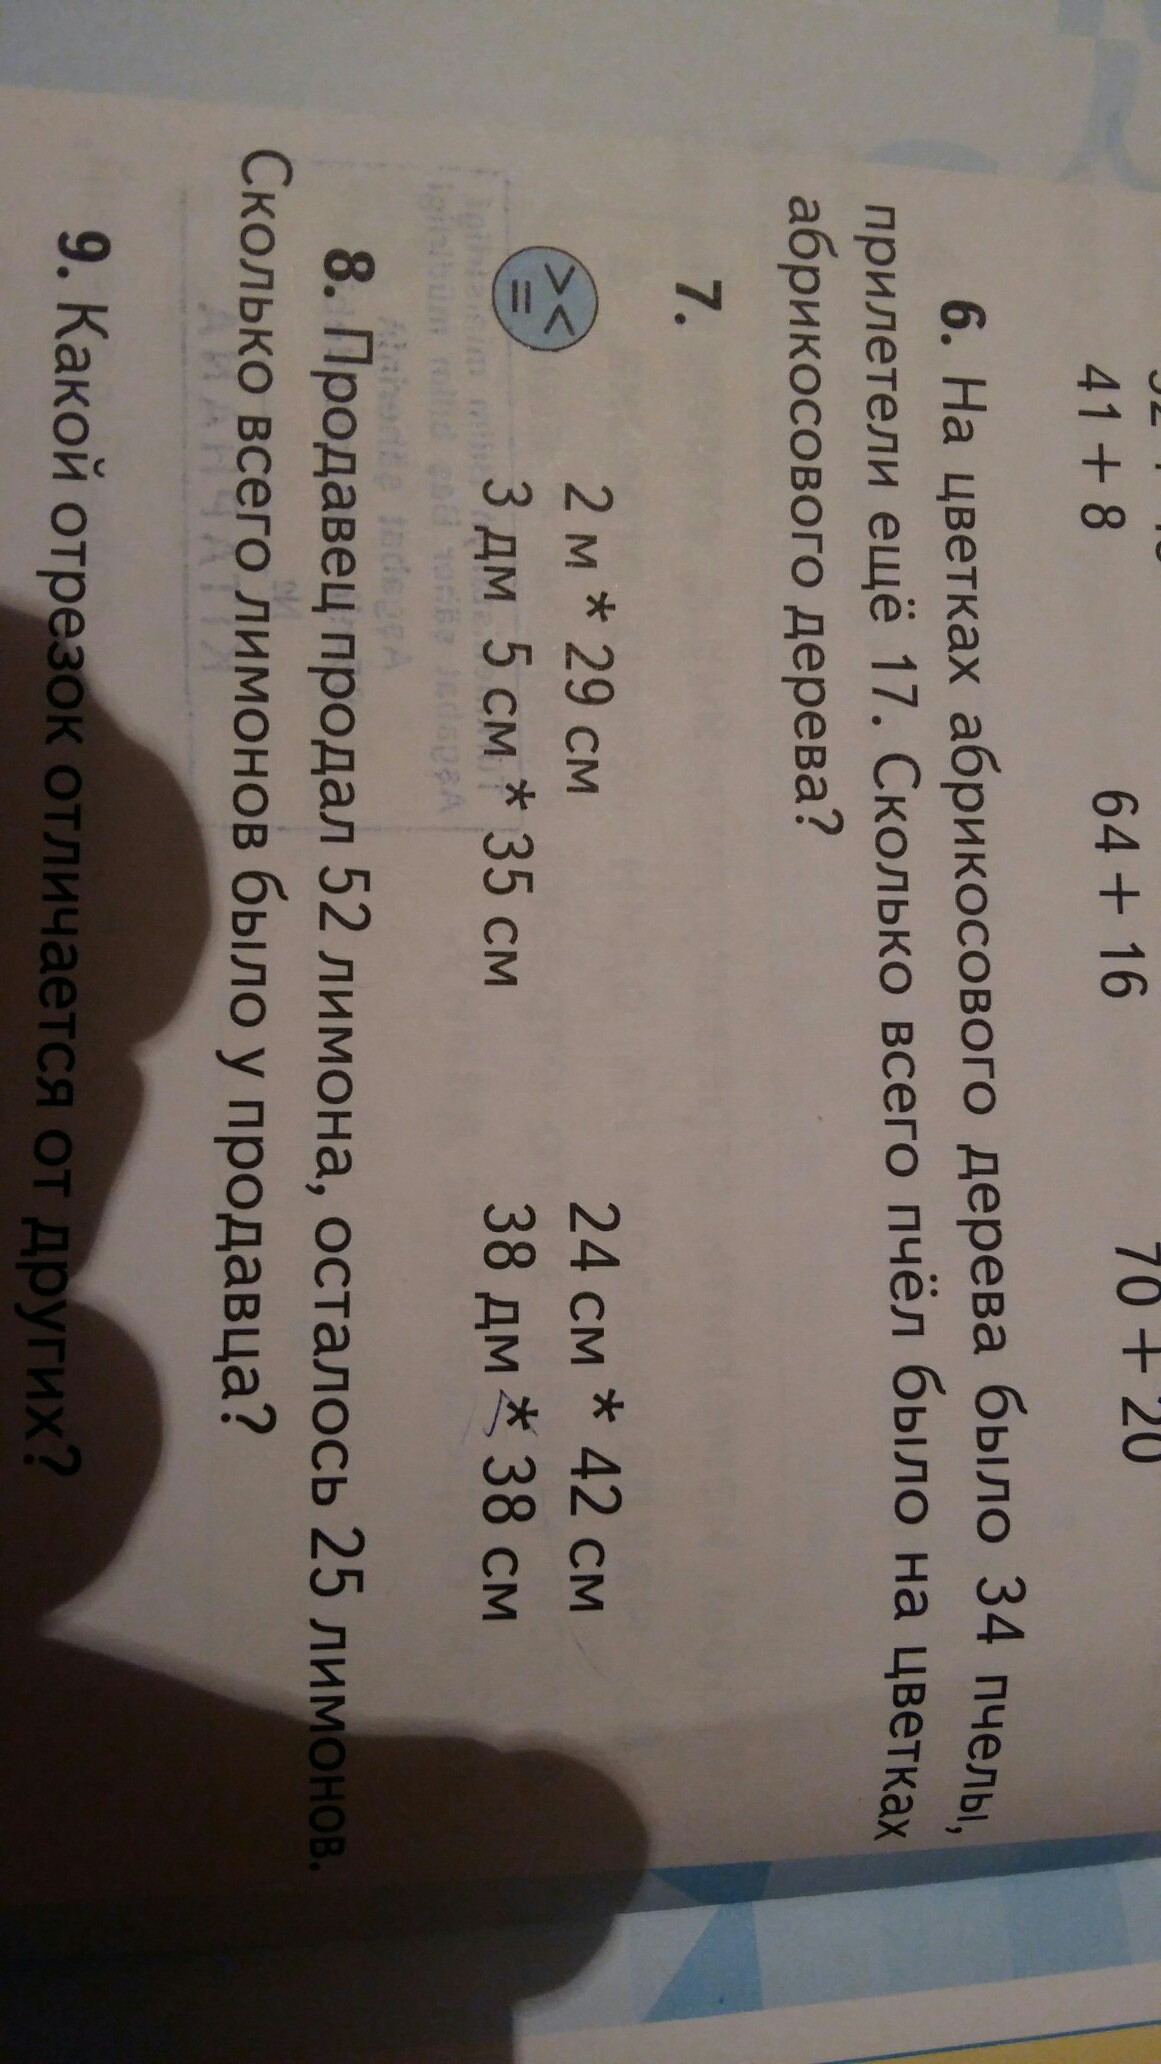 41 + 8 64 + 16 70 + 20
6. На цветках абрикосового дерева было 34 пчелы,
прилетели ещё 17. Сколько всего пчёл было на цветках
абрикосового дерева?
7.
> <
=
2 м * 29 см 24 см * 42 см
3 дм 5 см * 35 см 38 дм * 38 см
8. Продавец продал 52 лимона, осталось 25 лимонов.
Сколько всего лимонов было у продавца?
9. Какой отрезок отличается от других?